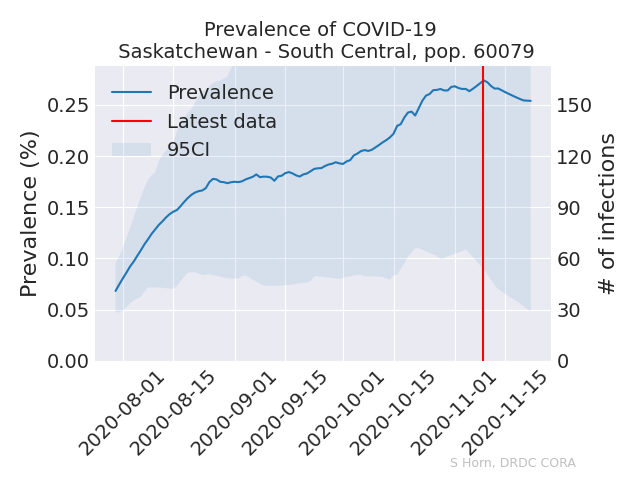 Prevalence of COVID-19
Saskatchewan - South Central, pop. 60079
Prevalence
Latest data
95CI
Prevalence (%)
0.25
0.20
0.15
0.10
0.05
0.00
# of infections
150
120
90
60
30
0
2020-08-01
2020-08-15
2020-09-01
2020-09-15
2020-10-01
2020-10-15
2020-11-01
2020-11-15
S Horn, DRDC CORA